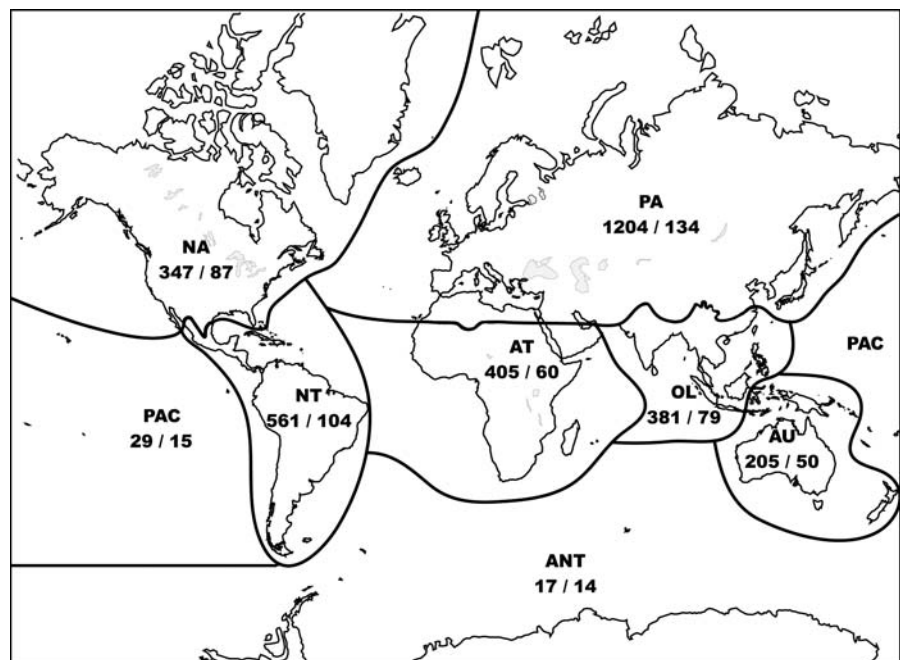 PA
1204 / 134
NA
347 / 87
AT
405 / 60
PAC
OL
381 / 79
NT
561 / 104
PAC
29 / 15
AU
205 / 50
ANT
17 / 14